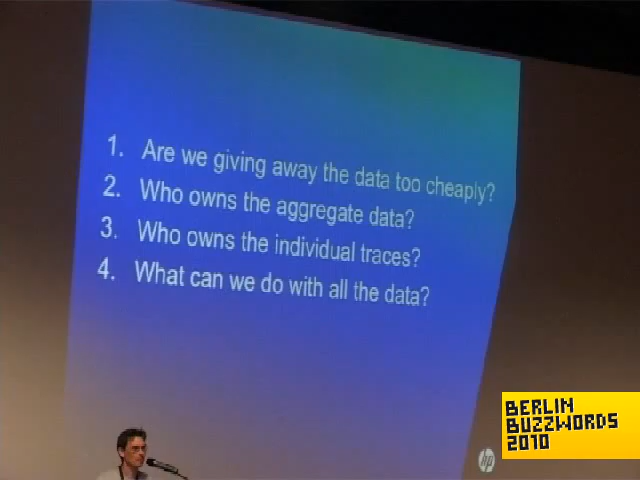 1. Are we giving away the data too cheaply?
2. Who owns the aggregate data?
3. Who owns the individual traces?
4. What can we do with all the data?
hp
BERLIN
BUZZWORDS
2010